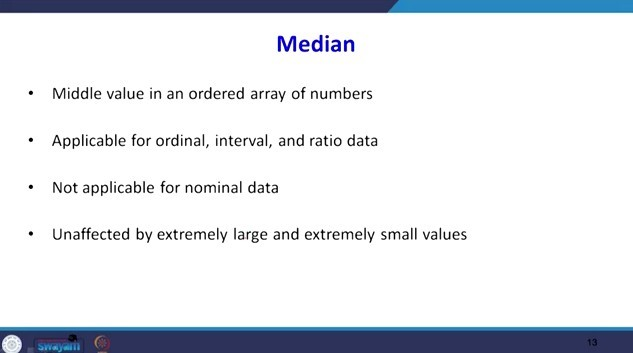 Median
• Middle value in an ordered array of numbers
• Applicable for ordinal, interval, and ratio data
• Not applicable for nominal data
• Unaffected by extremely large and extremely small values
swayam
13